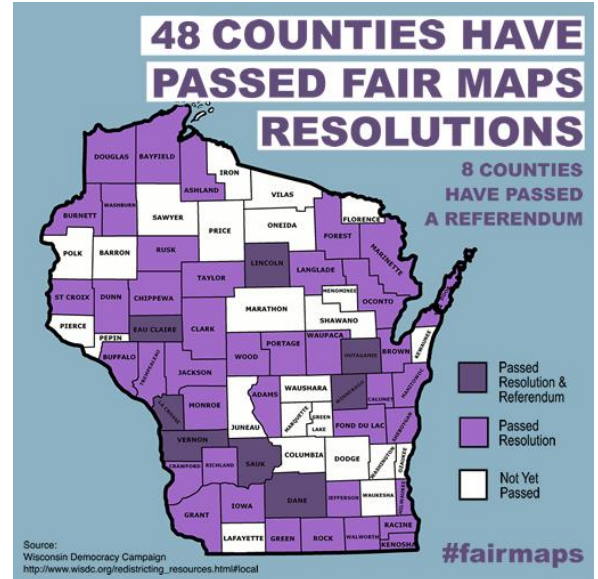 48 COUNTIES HAVE
PASSED FAIR MAPS
RESOLUTIONS
8 COUNTIES
HAVE PASSED
A REFERENDUM
DOUGLAS
BAYFIELD
IRON
ASHLAND
VILAS
BURNETT
WASHBURN
SAWYER
PRICE
ONEIDA
FLORENCE
FOREST
MARINETTE
POLK
BARRON
RUSK
LINCOLN
LANGLADE
TAYLOR
OCONTO
ST CROIX
DUNN
CHIPPEWA
MENOMINEE
MARATHON
SHAWANO
PIERCE
PEPIN
EAU CLAIRE
CLARK
BUFFALO
TREMPEALEAU
JACKSON
WOOD
PORTAGE
WAUPACA
OUTAGAMIE
BROWN
KEWAUNEE
LA CROSSE
MONROE
JUNEAU
ADAMS
WAUSHARA
MARQUETTE
GREEN
LAKE
WINNEBAGO
CALUMET
MANITOWOC
FOND DU LAC
SHEBOYGAN
VERNON
CRAWFORD
RICHLAND
SAUK
COLUMBIA
DODGE
WASHINGTON
OZAUKEE
GRANT
IOWA
DANE
JEFFERSON
WAUKESHA
MILWAUKEE
LAFAYETTE
GREEN
ROCK
WALWORTH
RACINE
KENOSHA
Passed
Resolution &
Referendum
Passed
Resolution
Not Yet
Passed
Source:
Wisconsin Democracy Campaign
http://www.wisdc.org/redistricting_resources.html#local
#fairmaps